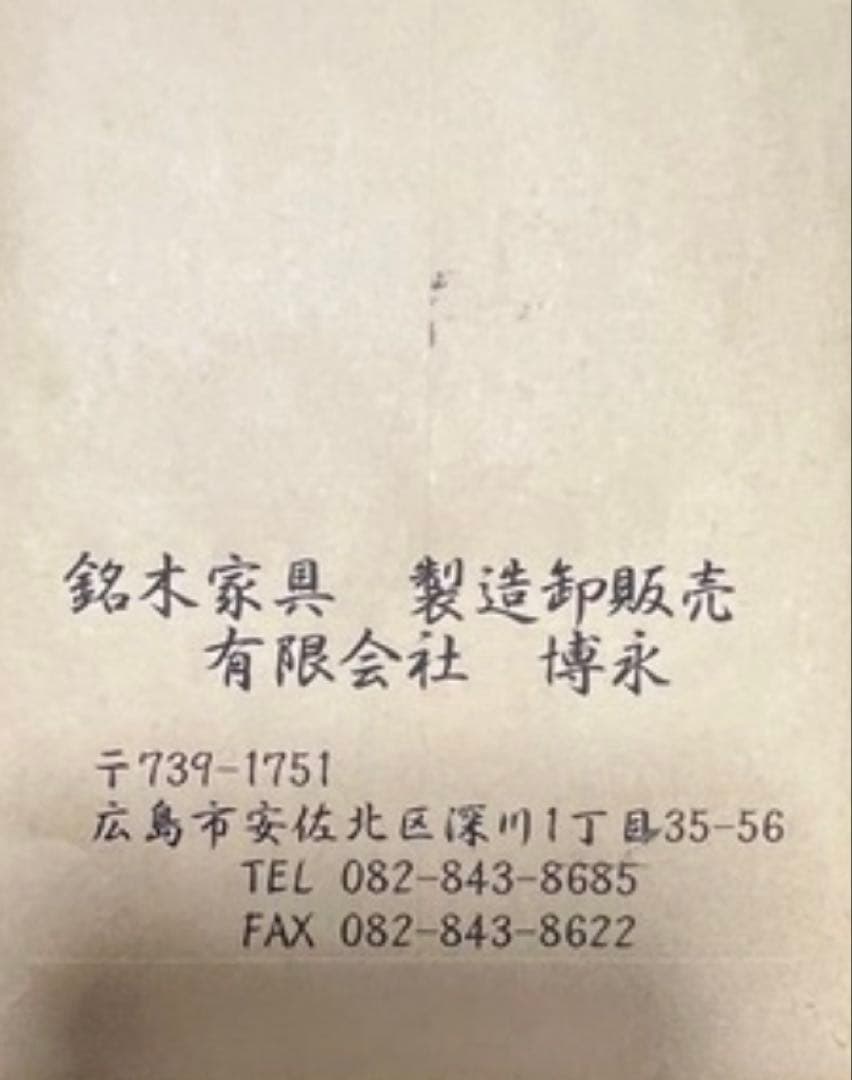 銘木家具　製造卸販売
有限会社　博永
〒739-1751
広島市安佐北区深川1丁目35-56
TEL 082-843-8685
FAX 082-843-8622